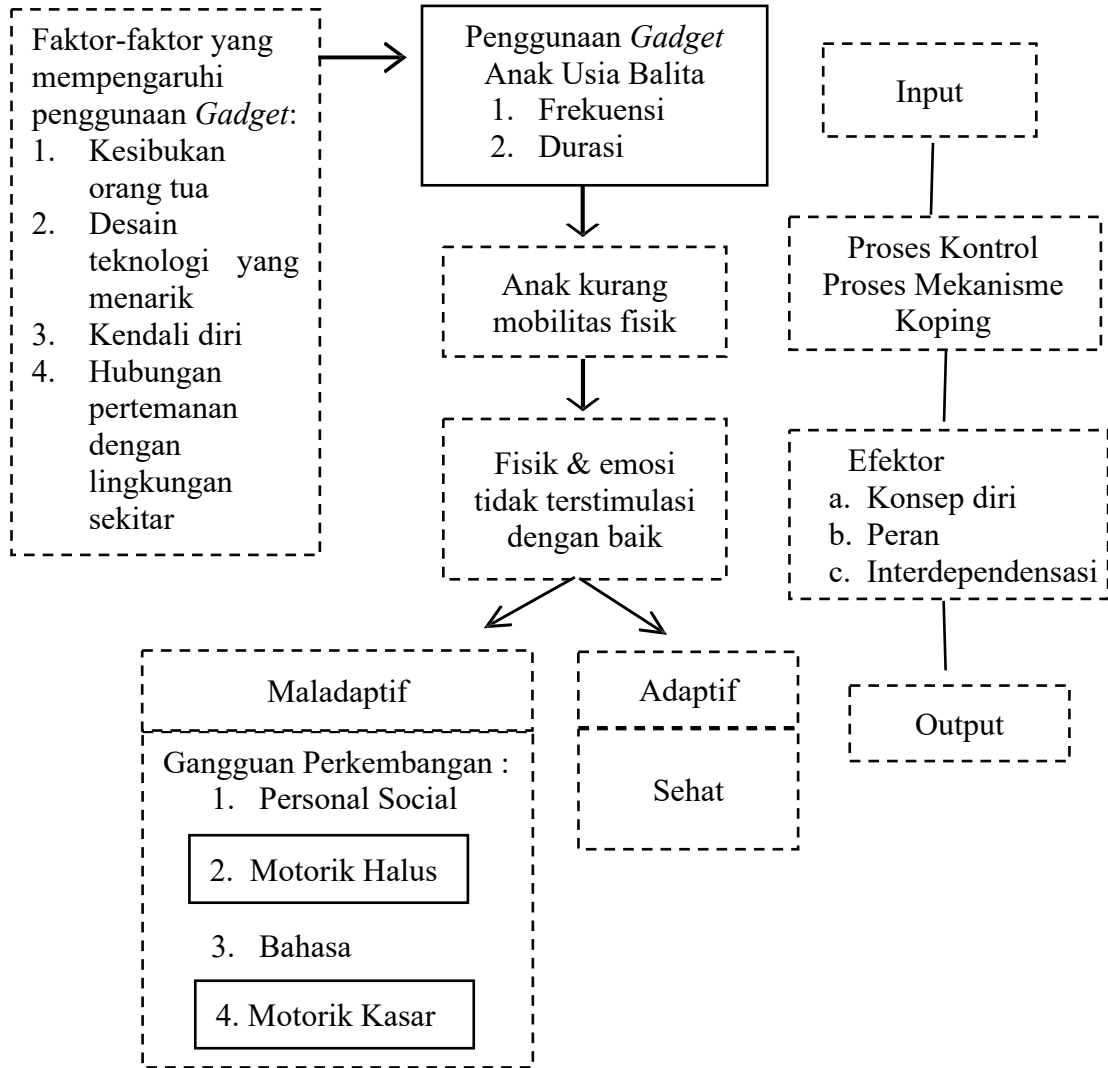 Faktor-faktor yang
mempengaruhi
penggunaan Gadget:
1. Kesibukan
orang tua
2. Desain
teknologi yang
menarik
3. Kendali diri
4. Hubungan
pertemanan
dengan
lingkungan
sekitar
Penggunaan Gadget
Anak Usia Balita
1. Frekuensi
2. Durasi
Anak kurang
mobilitas fisik
Fisik & emosi
tidak terstimulasi
dengan baik
Maladaptif
Gangguan Perkembangan :
1. Personal Social
2. Motorik Halus
3. Bahasa
4. Motorik Kasar
Adaptif
Sehat
Input
Proses Kontrol
Proses Mekanisme
Koping
Efektor
a. Konsep diri
b. Peran
c. Interdependensasi
Output